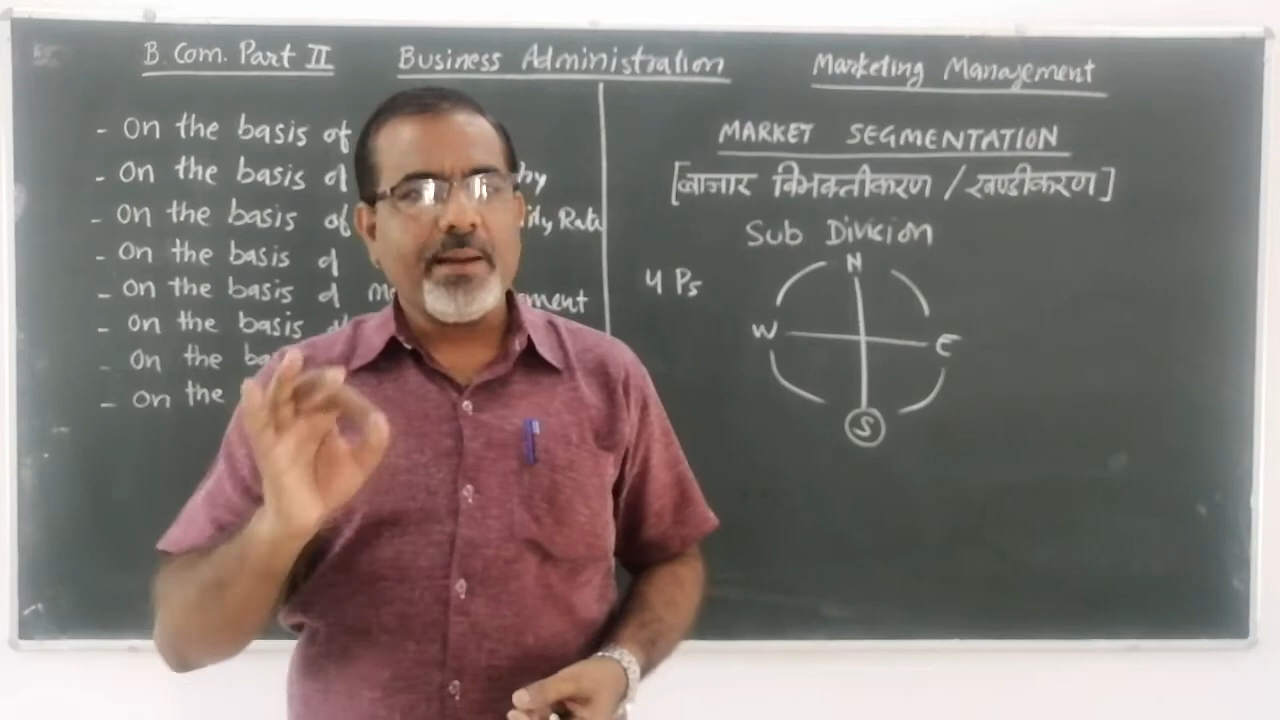 B. Com. Part II Business Administration Marketing Management
- On the basis of
- On the basis of
- On the basis of Rate
- On the basis of
- On the basis of
- On the basis
- On the
- On the
MARKET SEGMENTATION
[बाजार विभक्तीकरण / खण्डीकरण]
Sub Division
4 Ps
N
W E
S